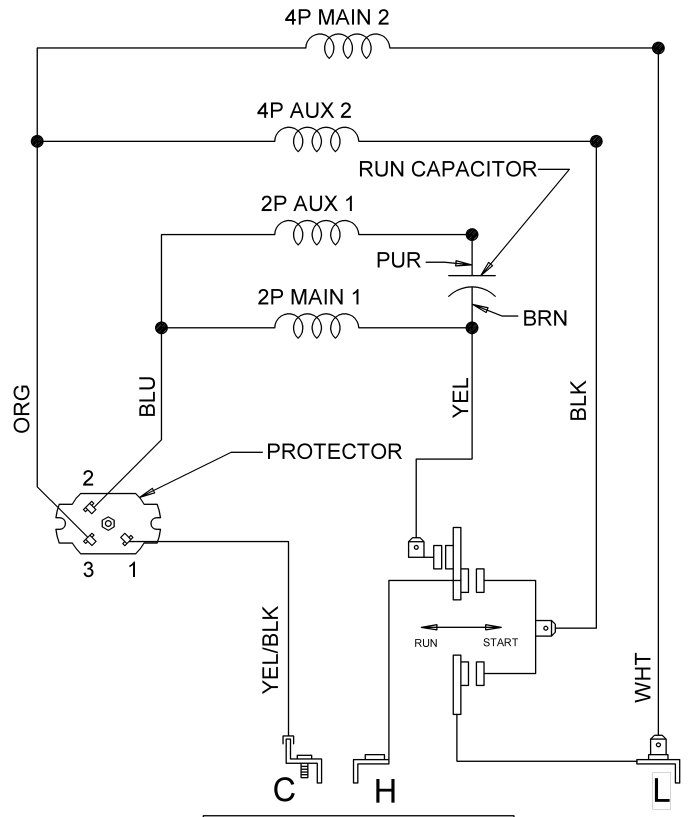 4P MAIN 2
4P AUX 2
RUN CAPACITOR
2P AUX 1
PUR
2P MAIN 1
BRN
ORG
BLU
YEL
BLK
PROTECTOR
2
3
1
RUN
START
YEL/BLK
WHT
C
H
L